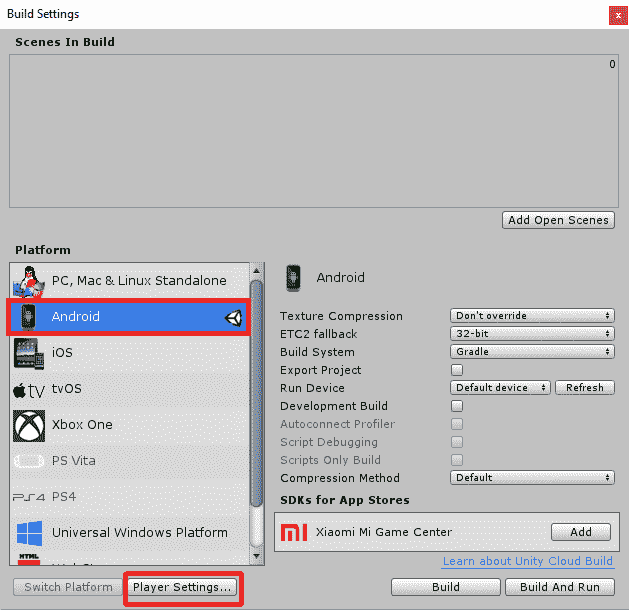 Build Settings
x
Scenes In Build
0
Add Open Scenes
Platform
PC, Mac & Linux Standalone
Android
iOS
tv tvOS
Xbox One
PS Vita
PS4 PS4
Universal Windows Platform
HTML
Android
Texture Compression Don't override
ETC2 fallback 32-bit
Build System Gradle
Export Project
Run Device Default device Refresh
Development Build
Autoconnect Profiler
Script Debugging
Scripts Only Build
Compression Method Default
SDKs for App Stores
MI Xiaomi Mi Game Center Add
Learn about Unity Cloud Build
Switch Platform Player Settings... Build Build And Run